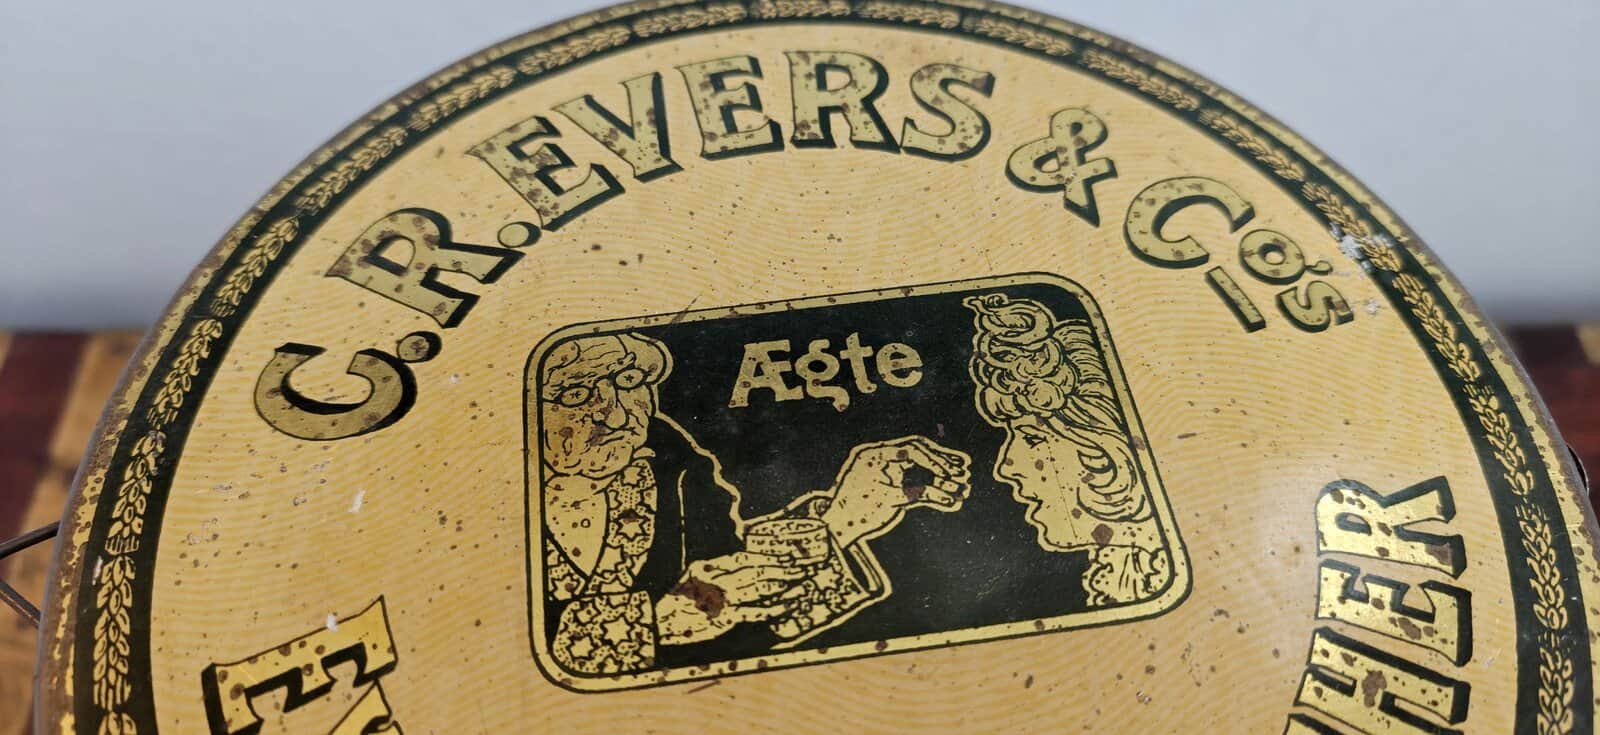 C.R. EVERS & Co's
Ægte